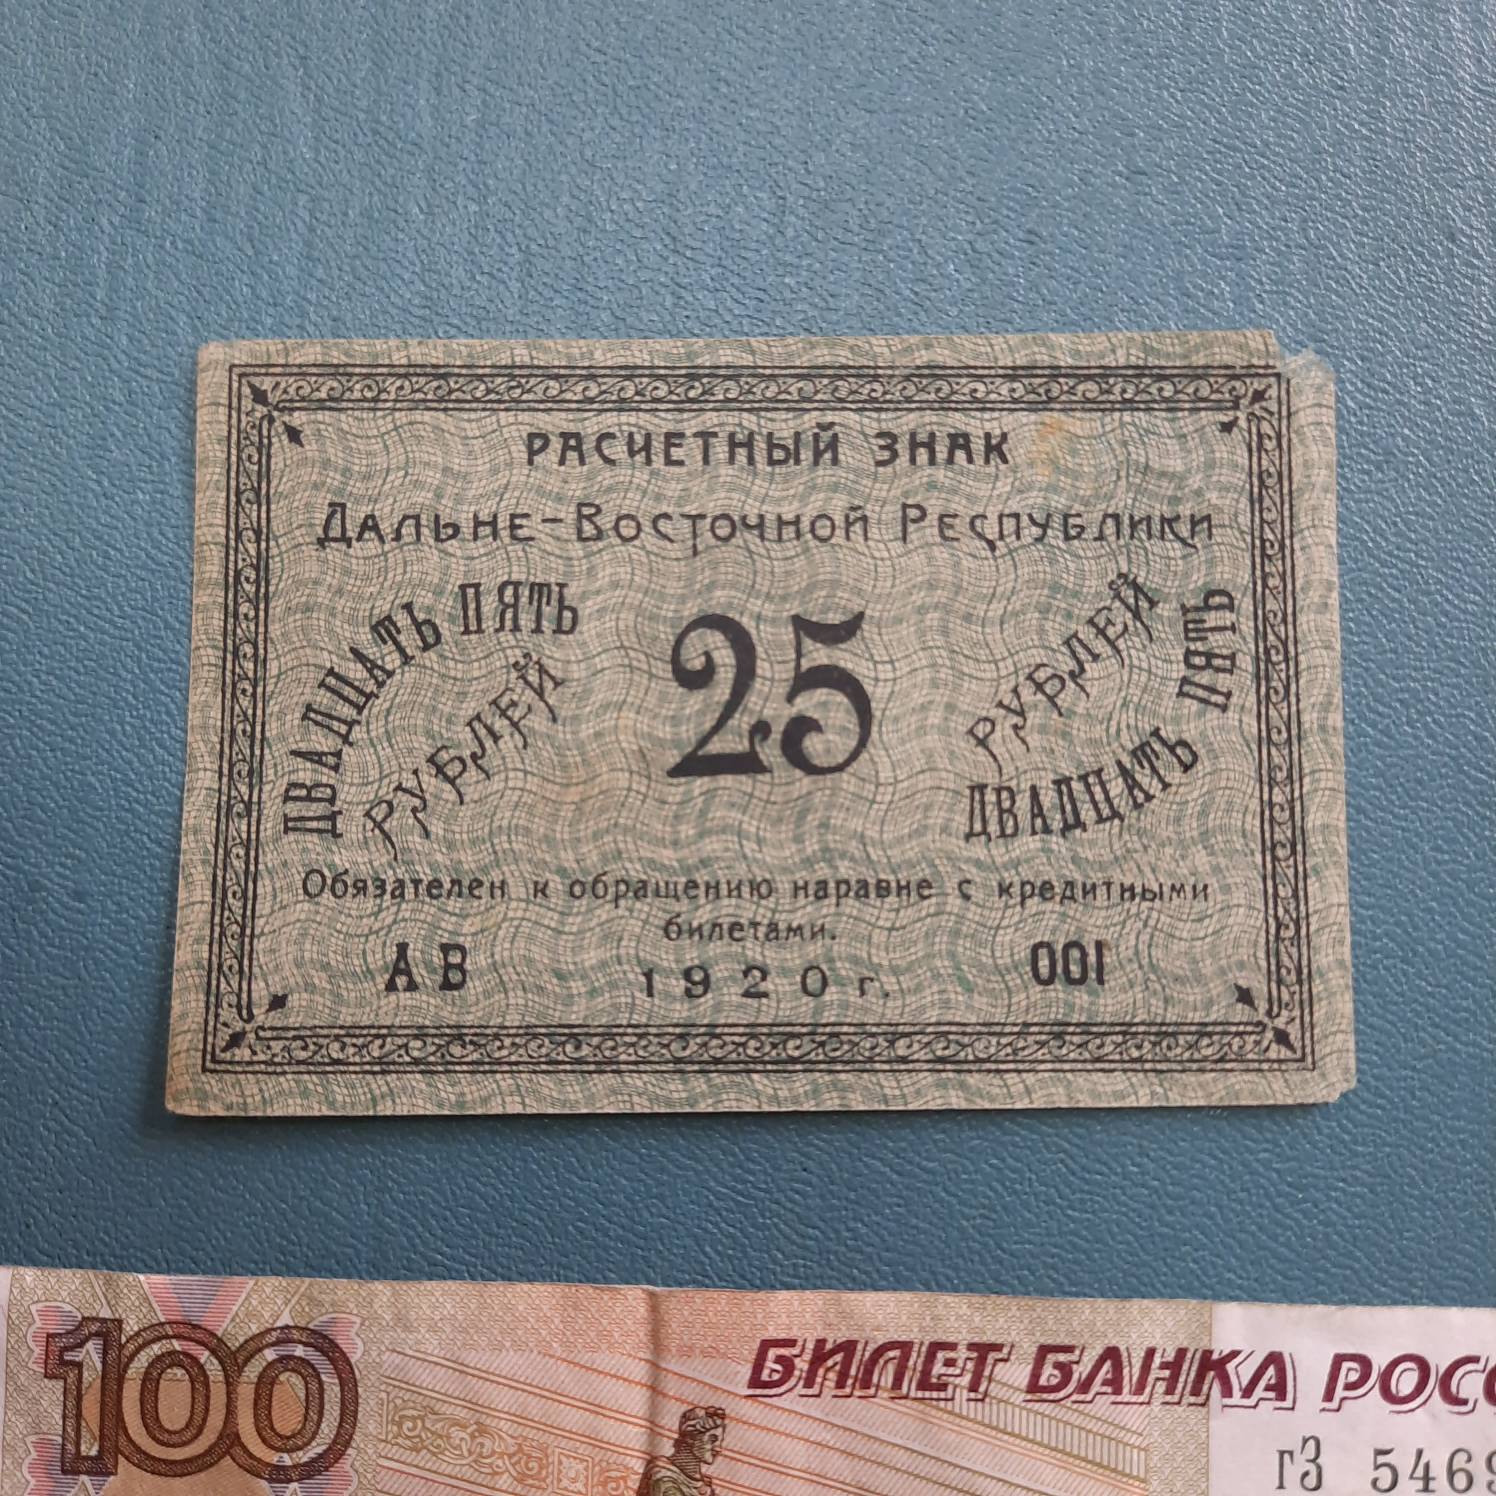 РАСЧЕТНЫЙ ЗНАК
Дальне-Восточной Республики
ДВАДЦАТЬ ПЯТЬ
РУБЛЕЙ
25
РУБЛЕЙ
ДВАДЦАТЬ ПЯТЬ
Обязателен к обращению наравне с кредитными
билетами.
АВ
1920 г.
001
100
БИЛЕТ БАНКА РОСС
гЗ 5469